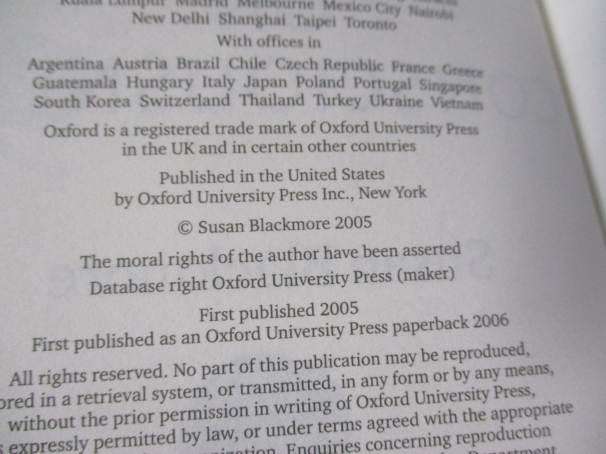 Kuala Lumpur Madrid Melbourne Mexico City Nairobi
New Delhi Shanghai Taipei Toronto
With offices in
Argentina Austria Brazil Chile Czech Republic France Greece
Guatemala Hungary Italy Japan Poland Portugal Singapore
South Korea Switzerland Thailand Turkey Ukraine Vietnam
Oxford is a registered trade mark of Oxford University Press
in the UK and in certain other countries
Published in the United States
by Oxford University Press Inc., New York
© Susan Blackmore 2005
The moral rights of the author have been asserted
Database right Oxford University Press (maker)
First published 2005
First published as an Oxford University Press paperback 2006
All rights reserved. No part of this publication may be reproduced,
ored in a retrieval system, or transmitted, in any form or by any means,
without the prior permission in writing of Oxford University Press,
s expressly permitted by law, or under terms agreed with the appropriate
Enquiries concerning reproduction